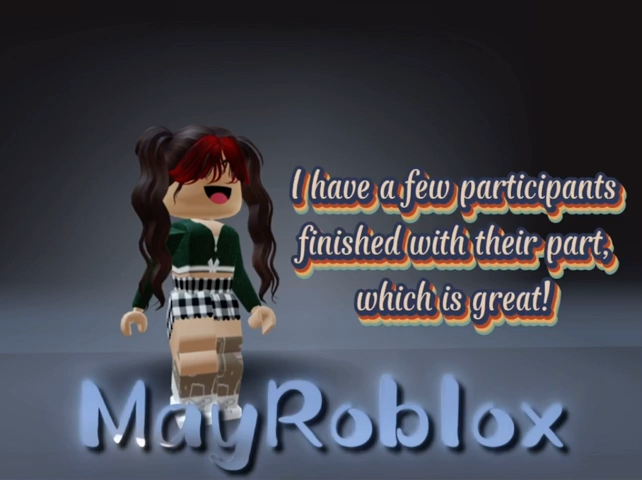 I have a few participants
finished with their part,
which is great!
MayRoblox